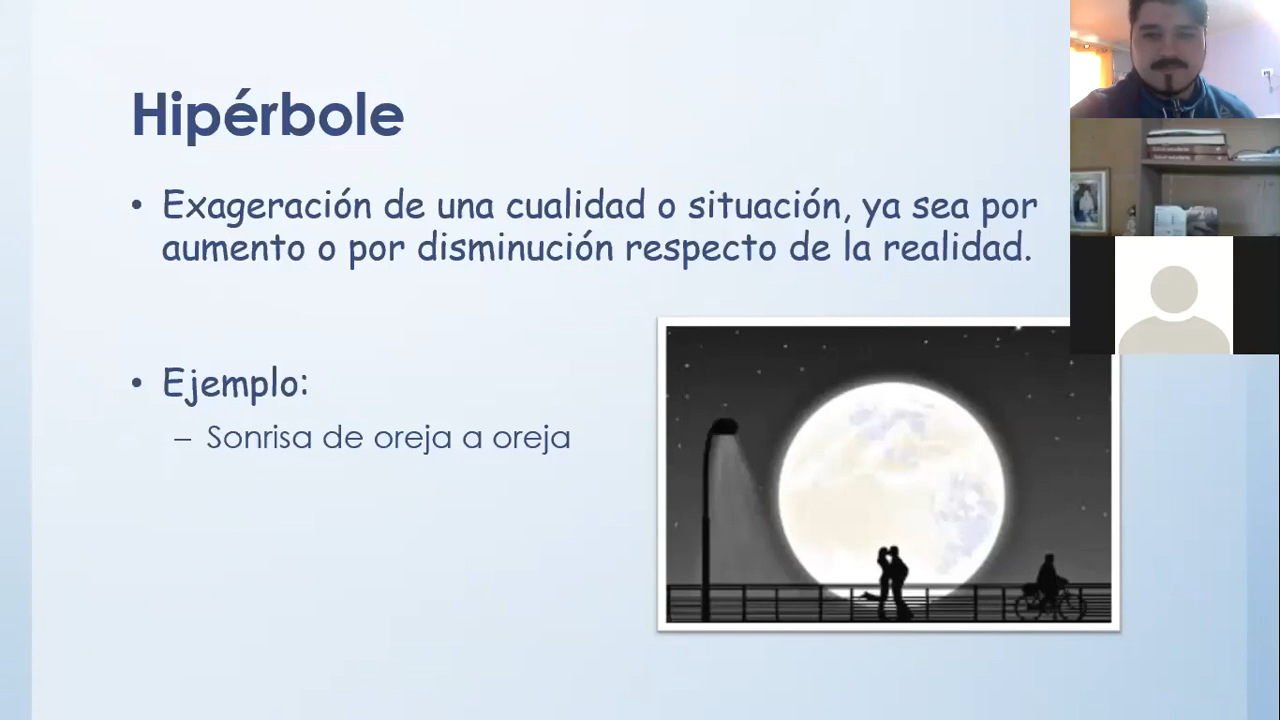 Hipérbole
• Exageración de una cualidad o situación, ya sea por
aumento o por disminución respecto de la realidad.
• Ejemplo:
– Sonrisa de oreja a oreja